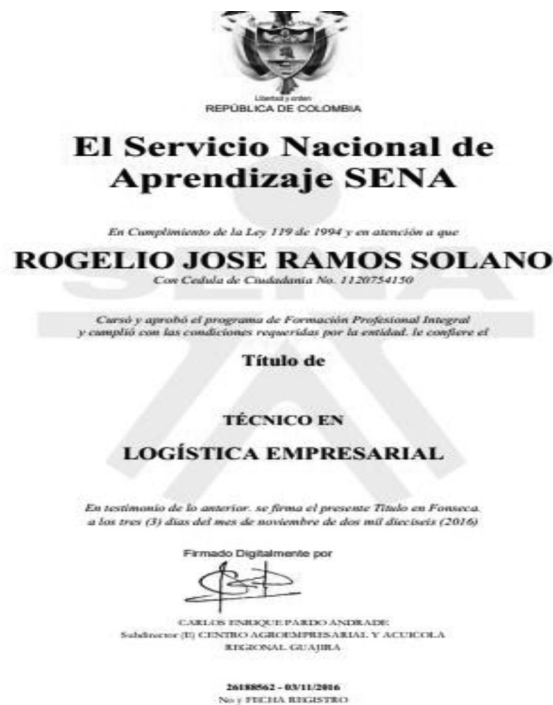 Libertad y orden
REPÚBLICA DE COLOMBIA
El Servicio Nacional de
Aprendizaje SENA
En Cumplimiento de la Ley 119 de 1994 y en atención a que
ROGELIO JOSE RAMOS SOLANO
Con Cedula de Ciudadania No. 1120754150
Cursó y aprobó el programa de Formación Profesional Integral
y cumplió con las condiciones requeridas por la entidad, le confiere el
Título de
TÉCNICO EN
LOGÍSTICA EMPRESARIAL
En testimonio de lo anterior, se firma el presente Título en Fonseca,
a los tres (3) días del mes de noviembre de dos mil dieciseis (2016)
Firmado Digitalmente por
CARLOS ENRIQUE PARDO ANDRADE
Subdirector (E) CENTRO AGROEMPRESARIAL Y ACUICOLA
REGIONAL GUAJIRA
26188562 - 03/11/2016
No y FECHA REGISTRO
SENA